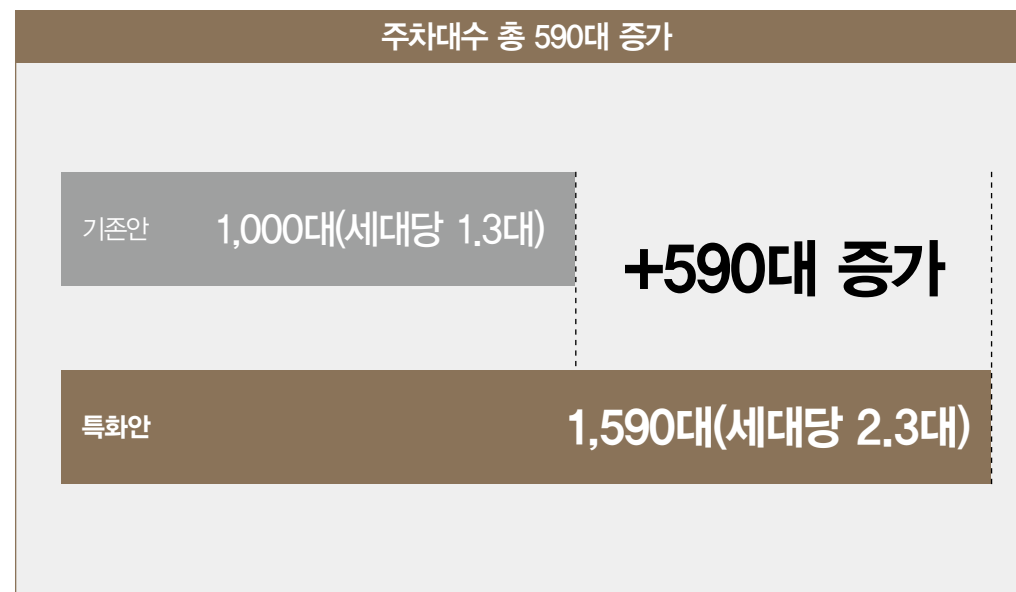 주차대수 총 590대 증가
기존안 1,000대(세대당 1.3대)
+590대 증가
특화안 1,590대(세대당 2.3대)